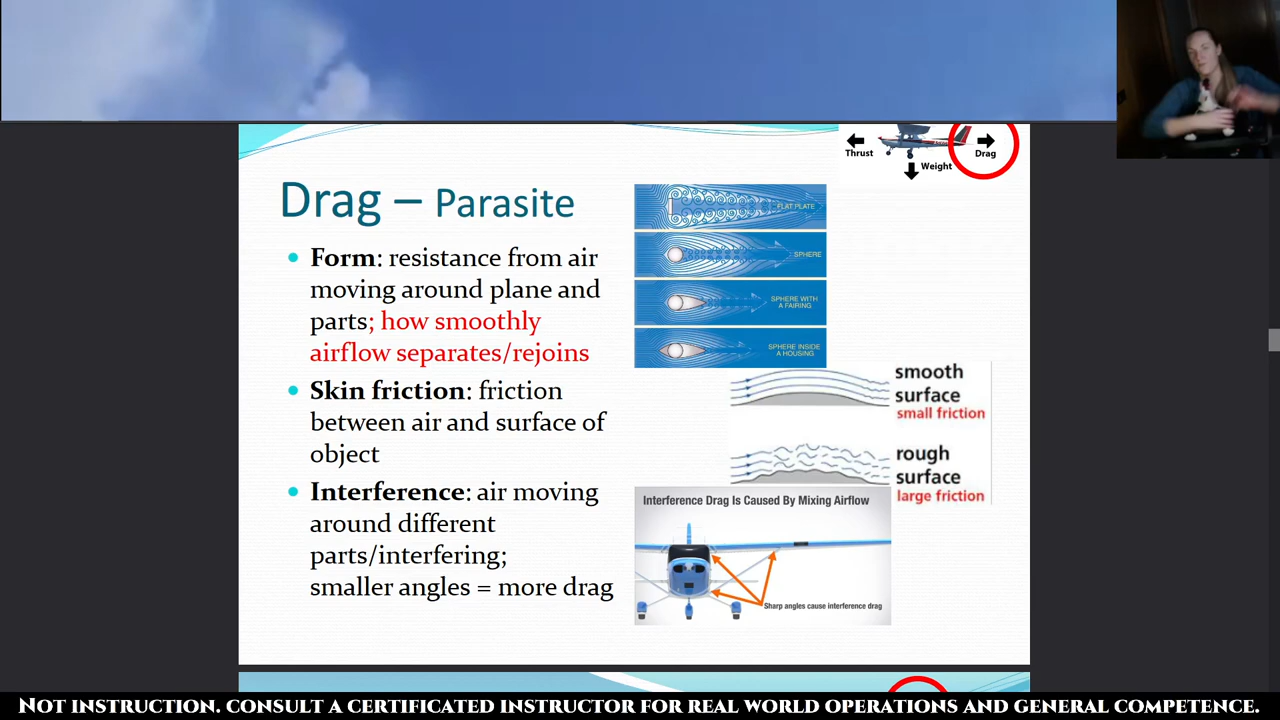 Thrust
Drag
Weight
Drag – Parasite
Form: resistance from air
moving around plane and
parts; how smoothly
airflow separates/rejoins
Skin friction: friction
between air and surface of
object
Interference: air moving
around different
parts/interfering;
smaller angles = more drag
FLAT PLATE
SPHERE
SPHERE WITH
A FAIRING
SPHERE INSIDE
A HOUSING
smooth
surface
small friction
rough
surface
large friction
Interference Drag Is Caused By Mixing Airflow
Sharp angles cause interference drag
NOT INSTRUCTION. CONSULT A CERTIFICATED INSTRUCTOR FOR REAL WORLD OPERATIONS AND GENERAL COMPETENCE.